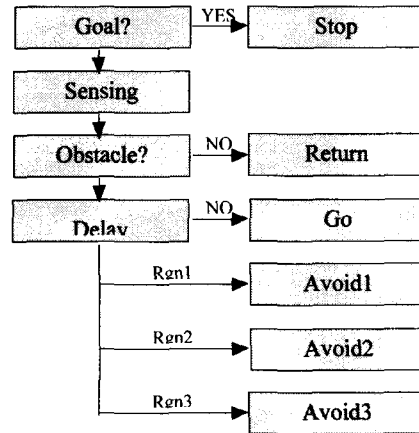 Goal?
YES
Stop
Sensing
Obstacle?
NO
Return
Delay
NO
Go
Rgn1
Avoid1
Rgn2
Avoid2
Rgn3
Avoid3